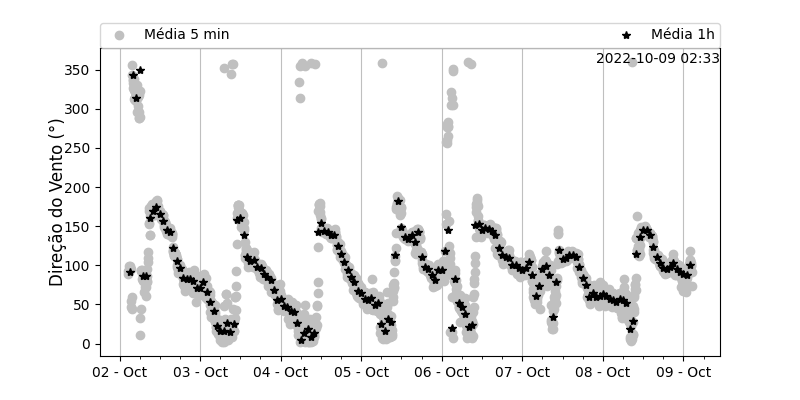 Média 5 min
Média 1h
2022-10-09 02:33
Direção do Vento (°)
350
300
250
200
150
100
50
0
02 - Oct
03 - Oct
04 - Oct
05 - Oct
06 - Oct
07 - Oct
08 - Oct
09 - Oct